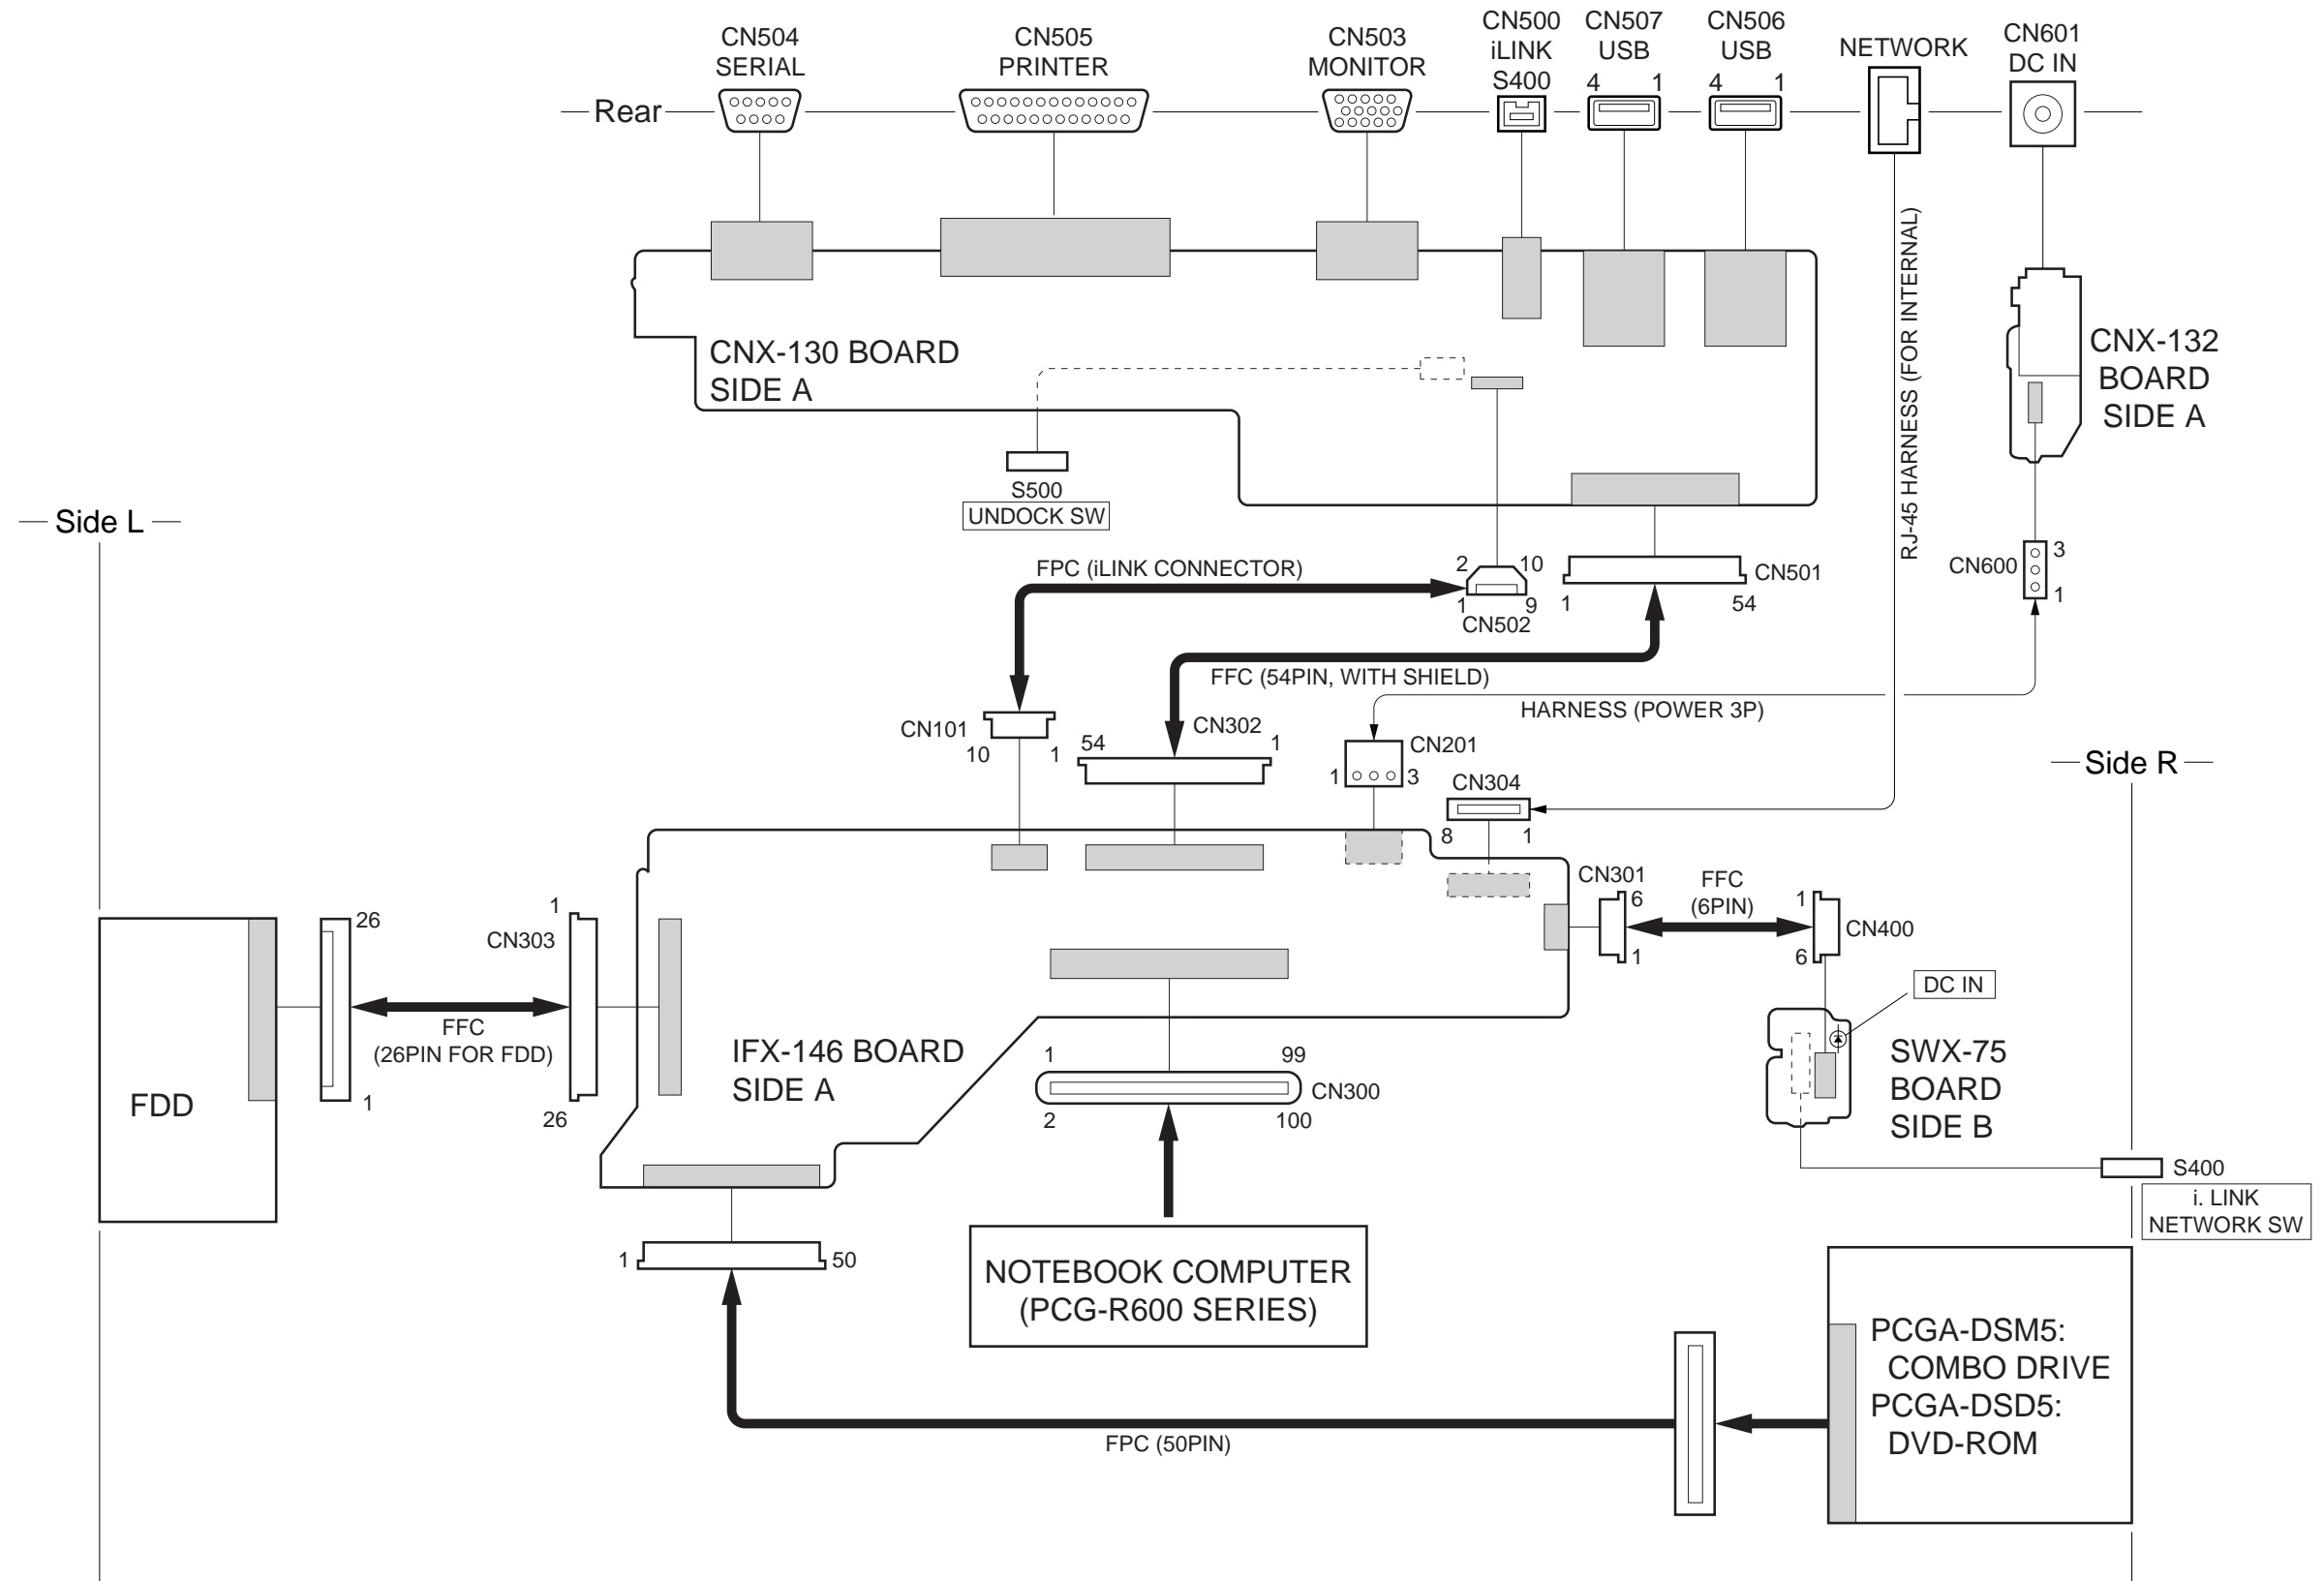 CN504
SERIAL
CN505
PRINTER
CN503
MONITOR
CN500
iLINK
S400
CN507
USB
4 1
CN506
USB
4 1
NETWORK
CN601
DC IN
Rear
RJ-45 HARNESS (FOR INTERNAL)
CNX-130 BOARD
SIDE A
CNX-132
BOARD
SIDE A
S500
UNDOCK SW
Side L
FPC (iLINK CONNECTOR)
2 10
1 9
CN502
CN501
1 54
CN600
3
1
FFC (54PIN, WITH SHIELD)
HARNESS (POWER 3P)
CN101
10 1
CN302
54 1
CN201
1 3
CN304
8 1
Side R
CN301
6
1
FFC
(6PIN)
1
CN400
6
DC IN
26
1
FFC
(26PIN FOR FDD)
1
CN303
26
FDD
IFX-146 BOARD
SIDE A
1 99
CN300
2 100
SWX-75
BOARD
SIDE B
S400
i. LINK
NETWORK SW
1 50
NOTEBOOK COMPUTER
(PCG-R600 SERIES)
PCGA-DSM5:
COMBO DRIVE
PCGA-DSD5:
DVD-ROM
FPC (50PIN)